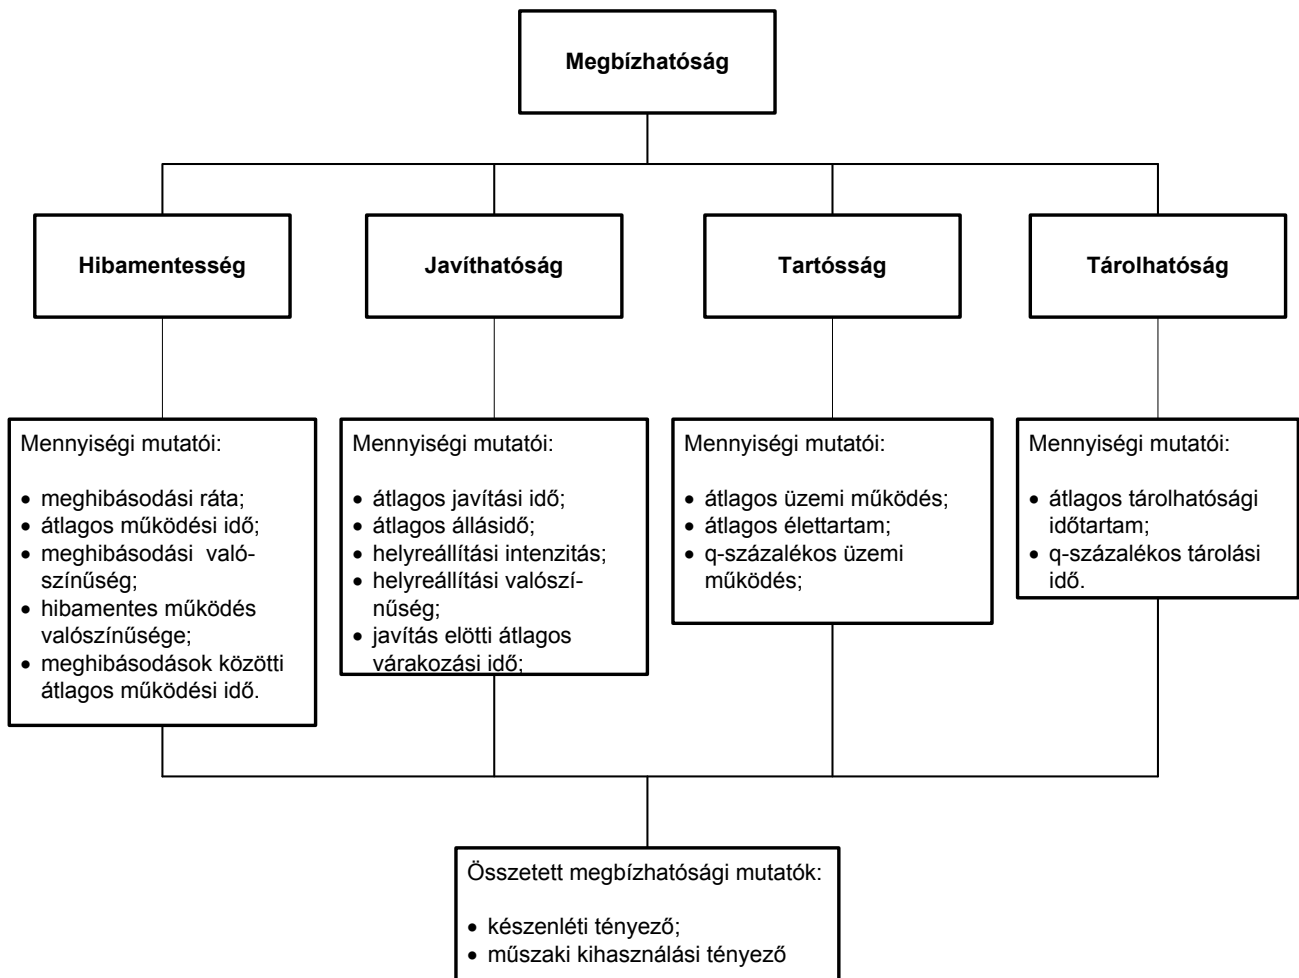 Megbízhatóság
Hibamentesség
Javíthatóság
Tartósság
Tárolhatóság
Mennyiségi mutatói:
• meghibásodási ráta;
• átlagos működési idő;
• meghibásodási való-
színűség;
• hibamentes működés
valószínűsége;
• meghibásodások közötti
átlagos működési idő.
Mennyiségi mutatói:
• átlagos javítási idő;
• átlagos állásidő;
• helyreállítási intenzitás;
• helyreállítási valószí-
nűség;
• javítás elötti átlagos
várakozási idő;
Mennyiségi mutatói:
• átlagos üzemi működés;
• átlagos élettartam;
• q-százalékos üzemi
működés;
Mennyiségi mutatói:
• átlagos tárolhatósági
időtartam;
• q-százalékos tárolási
idő.
Összetett megbízhatósági mutatók:
• készenléti tényező;
• műszaki kihasználási tényező